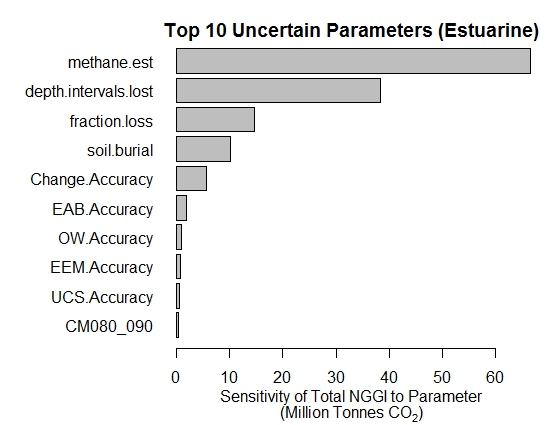 Top 10 Uncertain Parameters (Estuarine)
methane.est
depth.intervals.lost
fraction.loss
soil.burial
Change.Accuracy
EAB.Accuracy
OW.Accuracy
EEM.Accuracy
UCS.Accuracy
CM080_090
0 10 20 30 40 50 60
Sensitivity of Total NGGI to Parameter
(Million Tonnes CO₂)